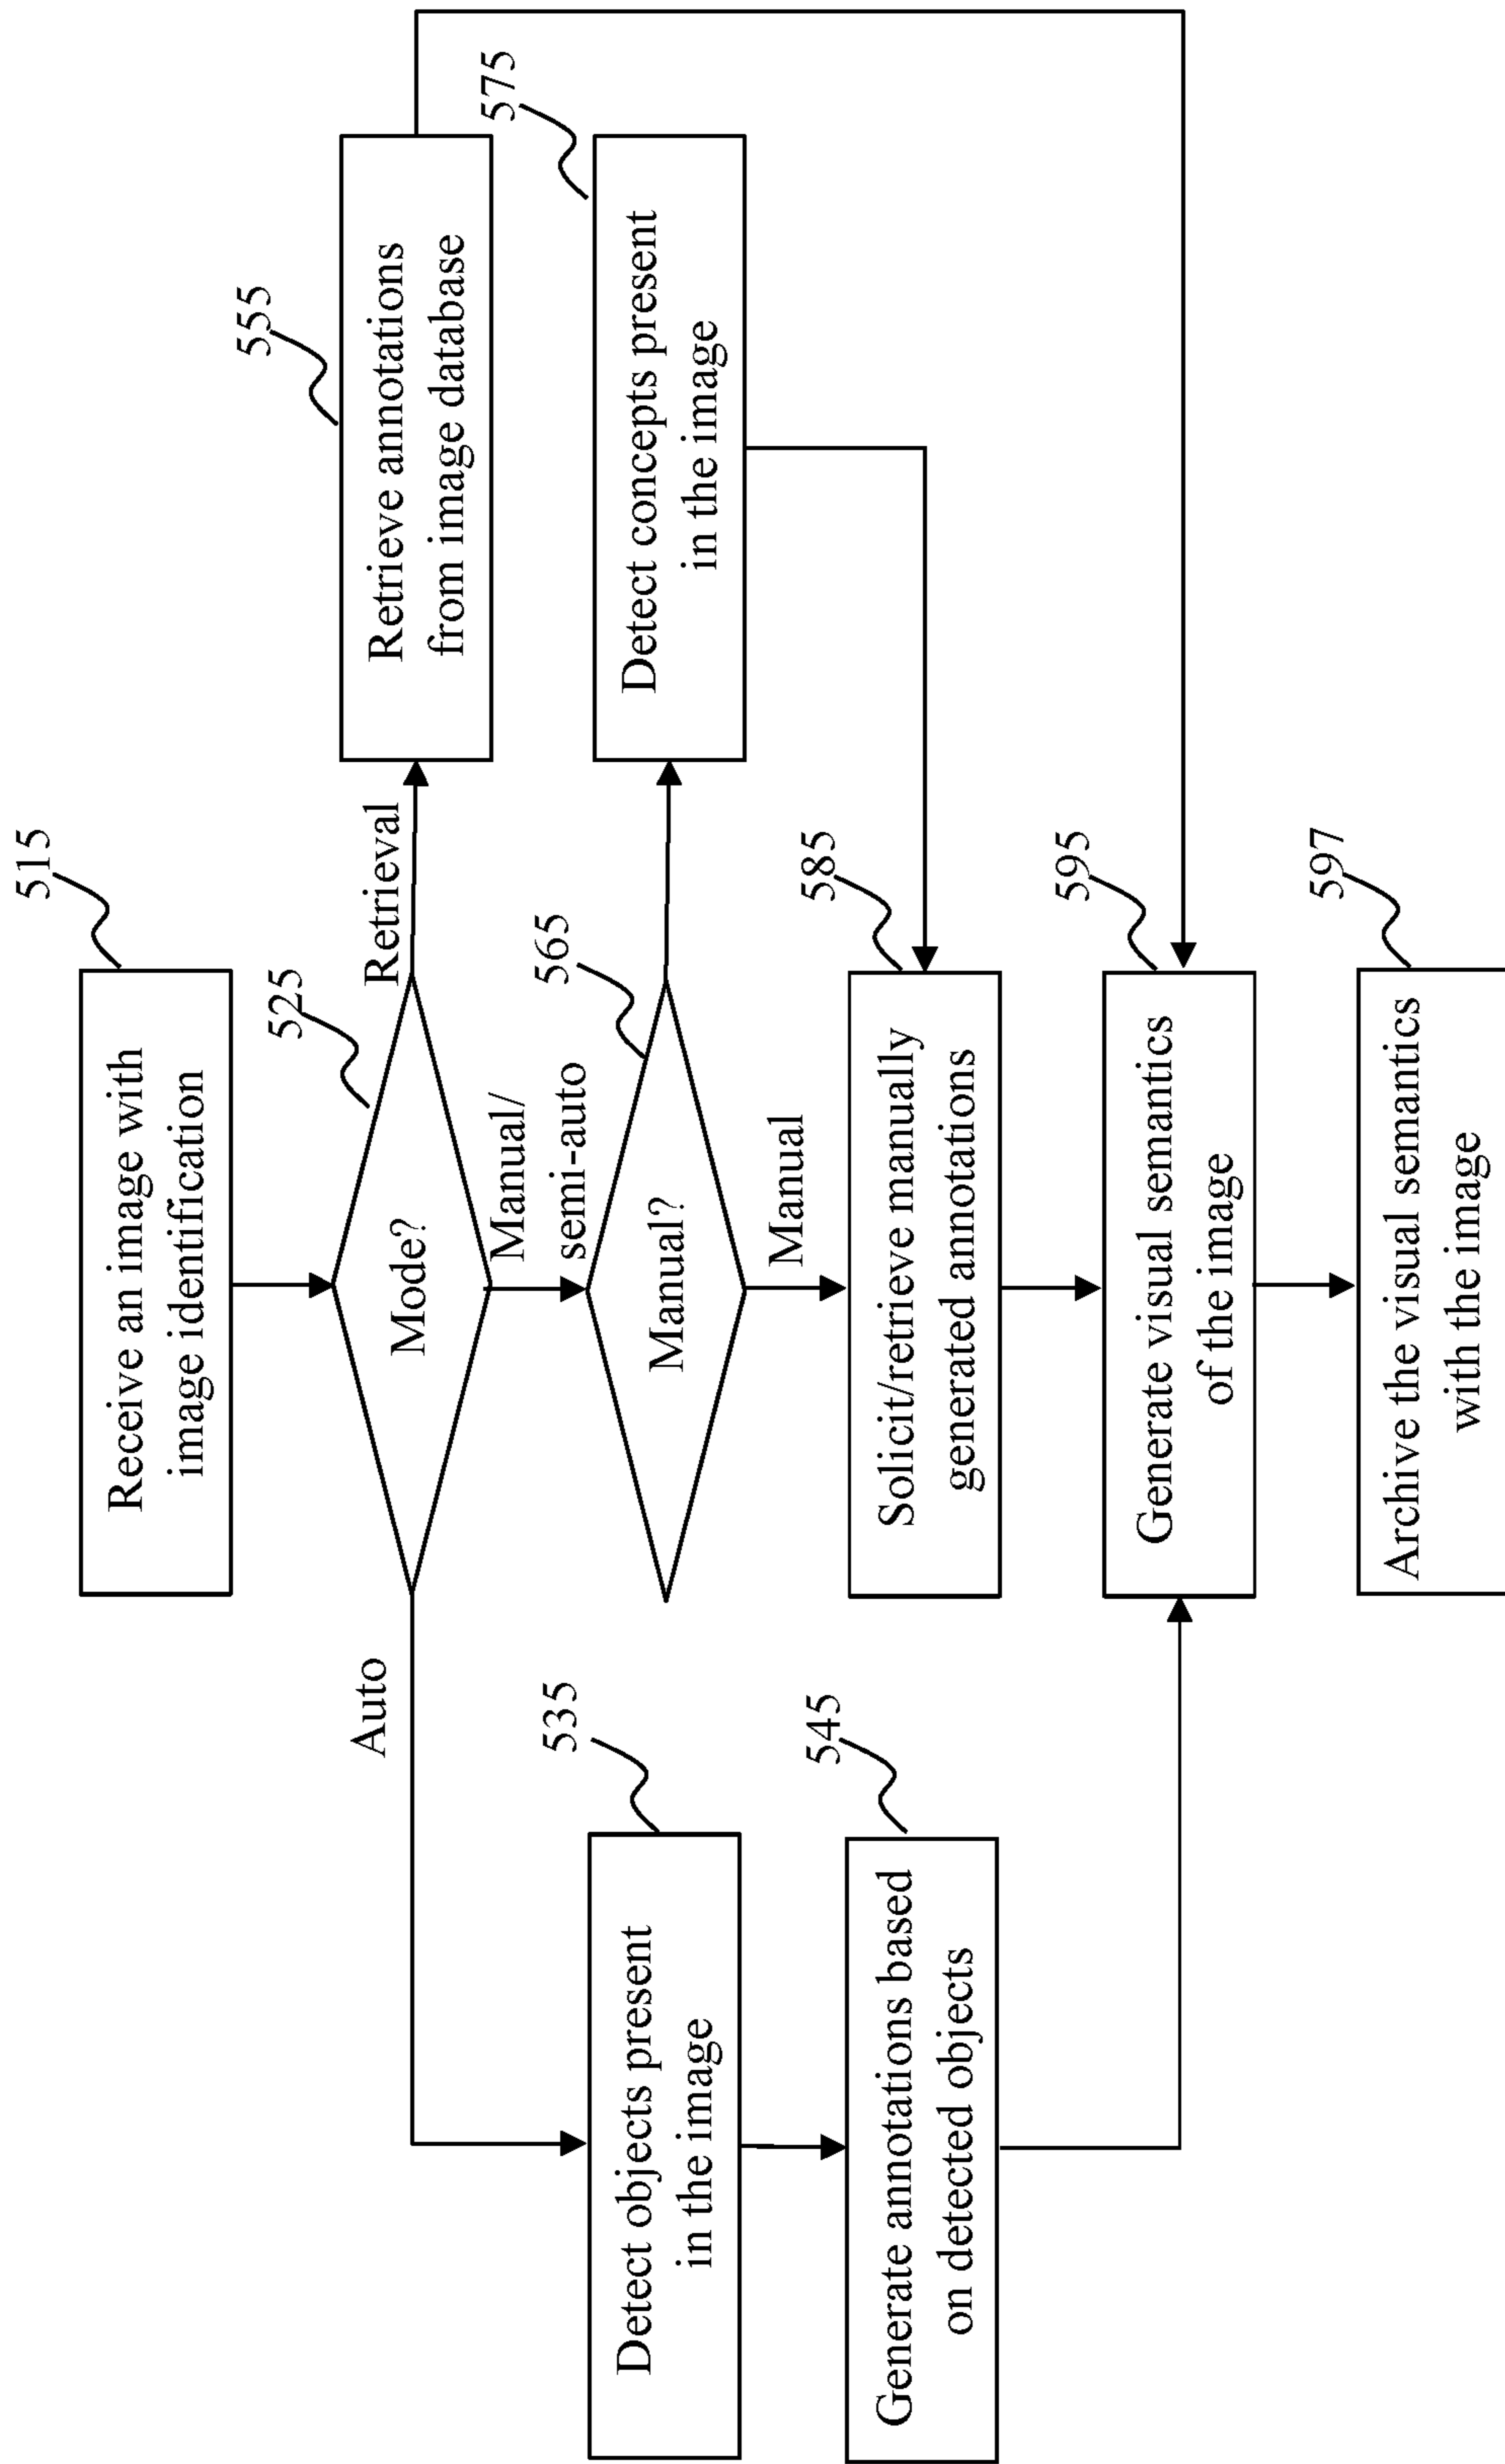 515
Receive an image with
image identification
525
Mode?
Auto
Retrieval
Manual/
semi-auto
555
Retrieve annotations
from image database
535
Detect objects present
in the image
565
Manual?
Manual
575
Detect concepts present
in the image
545
Generate annotations based
on detected objects
585
Solicit/retrieve manually
generated annotations
595
Generate visual semantics
of the image
597
Archive the visual semantics
with the image